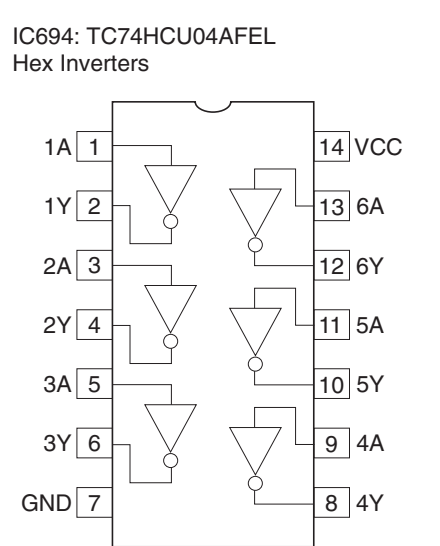 IC694: TC74HCU04AFEL
Hex Inverters
1A 1 14 VCC
1Y 2 13 6A
2A 3 12 6Y
2Y 4 11 5A
3A 5 10 5Y
3Y 6 9 4A
GND 7 8 4Y